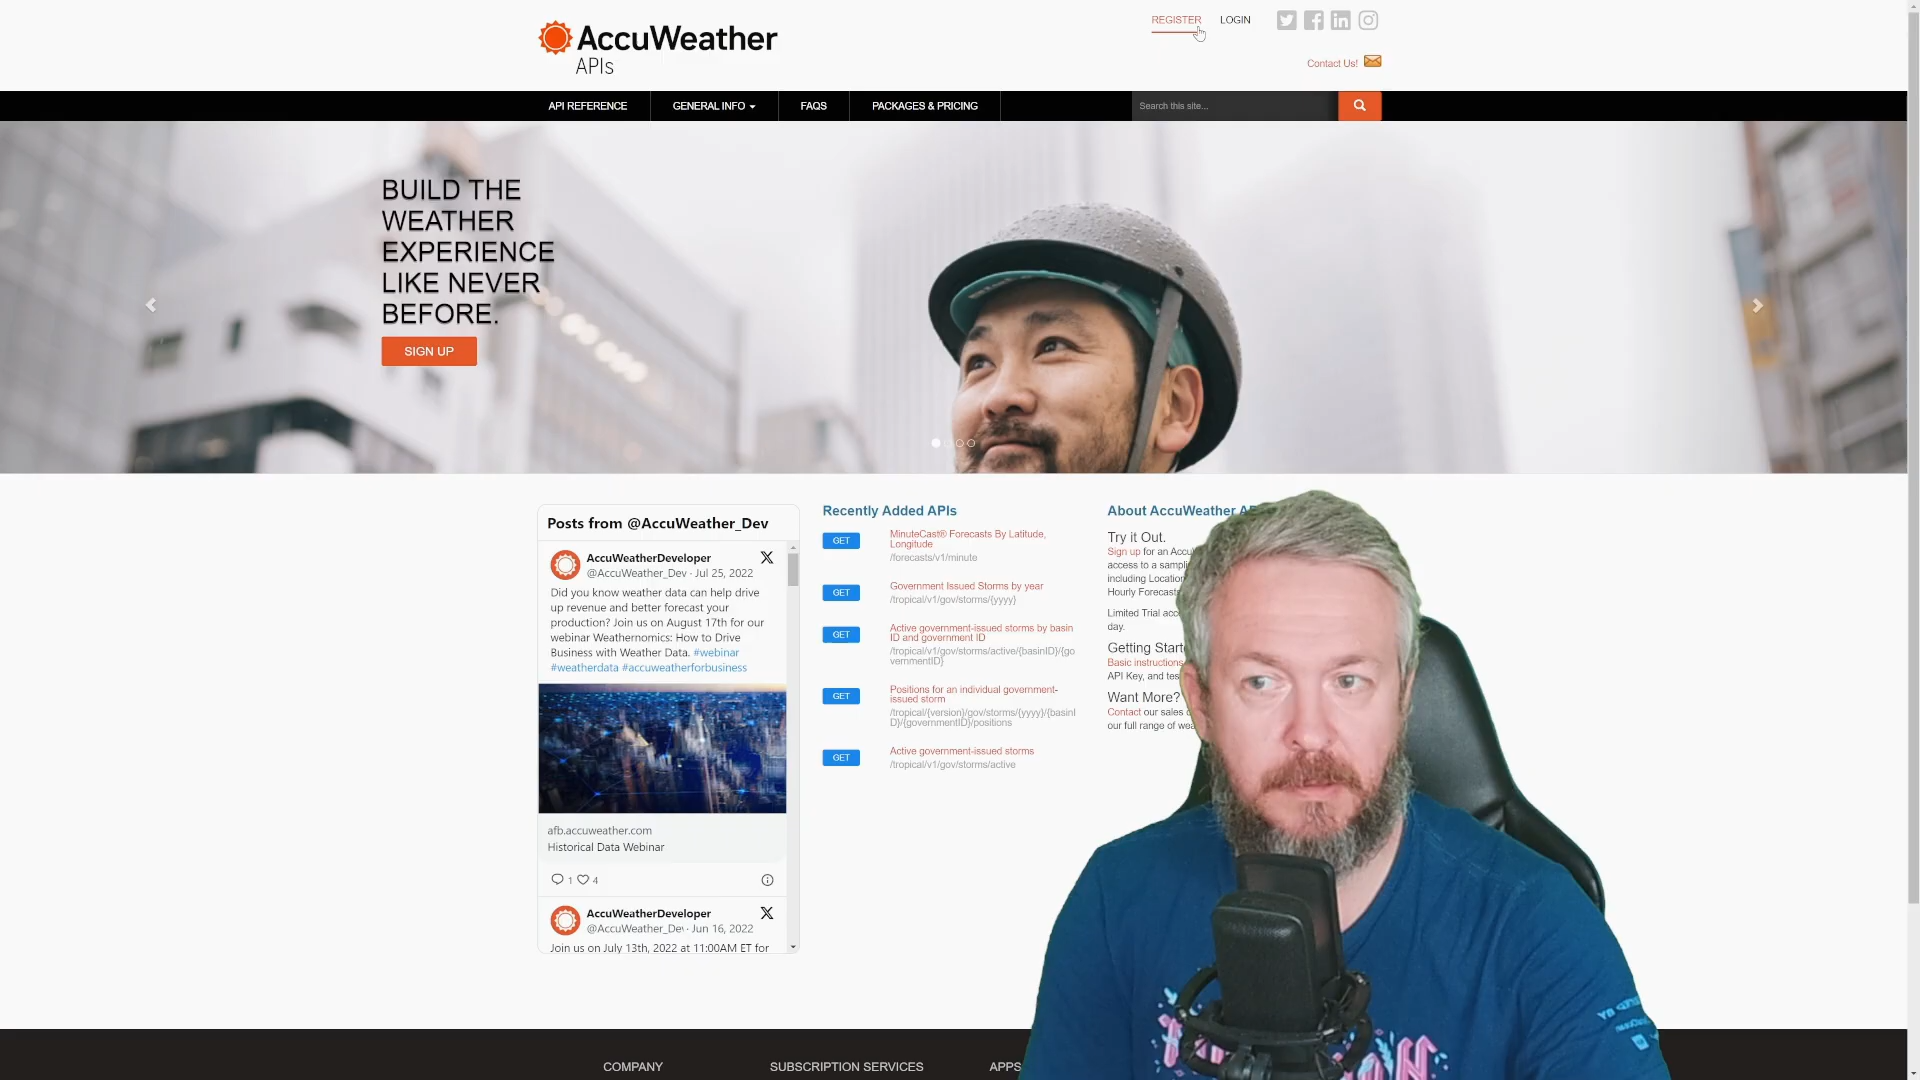 REGISTER
LOGIN
AccuWeather
APIs
Contact Us!
API REFERENCE
GENERAL INFO
FAQS
PACKAGES & PRICING
Search this site...
BUILD THE
WEATHER
EXPERIENCE
LIKE NEVER
BEFORE.
SIGN UP
Posts from @AccuWeather_Dev
AccuWeatherDeveloper
@AccuWeather_Dev · Jul 25, 2022
Did you know weather data can help drive
up revenue and better forecast your
production? Join us on August 17th for our
webinar Weathernomics: How to Drive
Business with Weather Data. #webinar
#weatherdata #accuweatherforbusiness
afb.accuweather.com
Historical Data Webinar
1
4
AccuWeatherDeveloper
Jun 16, 2022
Join us on July 13th, 2022 at 11:00AM ET for
Recently Added APIs
GET
MinuteCast® Forecasts By Latitude,
Longitude
/forecasts/v1/minute
GET
Government Issued Storms by year
/tropical/v1/gov/storms/{yyyy}
GET
Active government-issued storms by basin
ID and government ID
/tropical/v1/gov/storms/active/{basinID}/{go
vernmentID}
GET
Positions for an individual government-
issued storm
/tropical/{version}/gov/storms/{yyyy}/{basinI
D}/{governmentID}/positions
GET
Active government-issued storms
/tropical/v1/gov/storms/active
About AccuWeather
Try it Out.
Sign up for an
access to a
including
Hourly
Limited Trial
day.
Getting
Basic instructions
API Key, and
Want More?
Contact our sales
our full range of
COMPANY
SUBSCRIPTION SERVICES
APPS